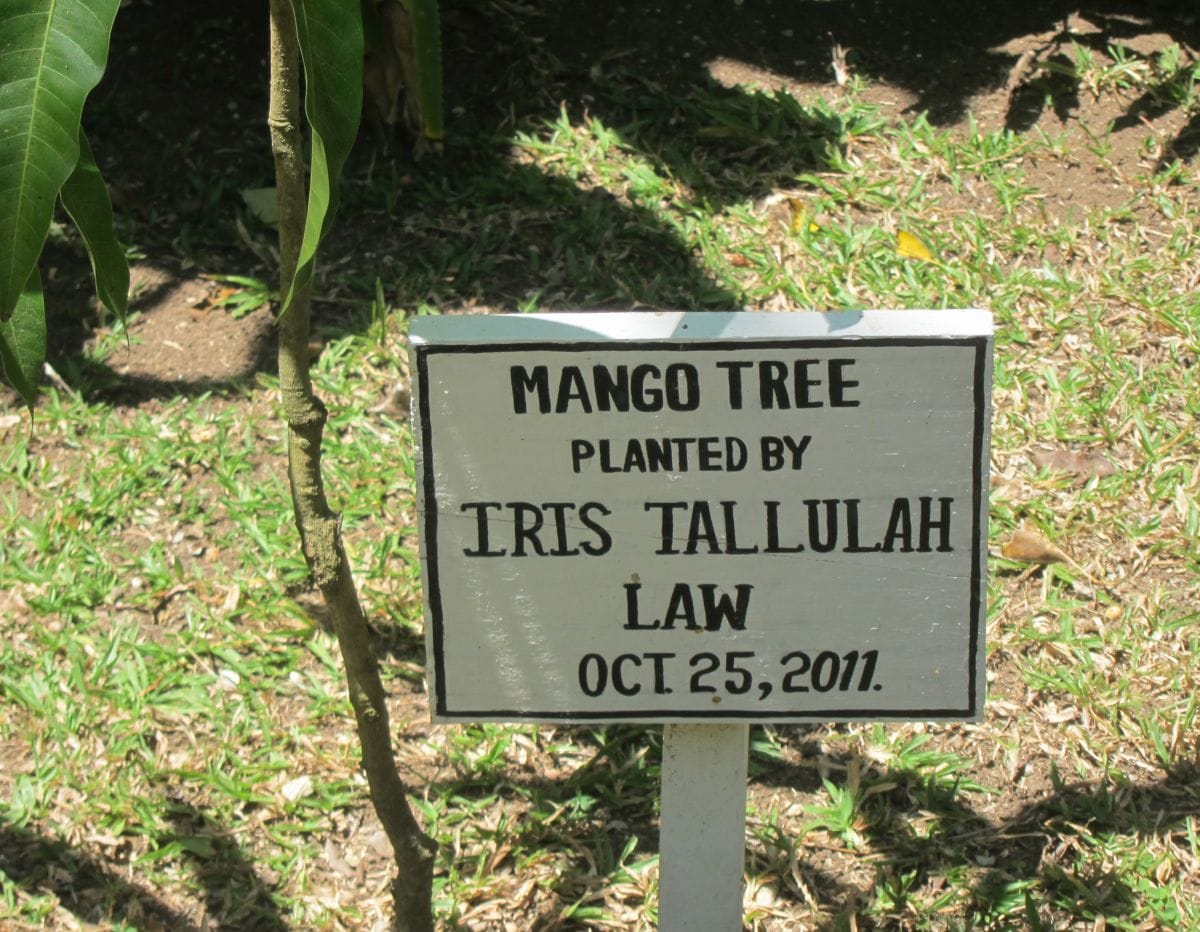 MANGO TREE
PLANTED BY
IRIS TALLULAH
LAW
OCT. 25, 2011.